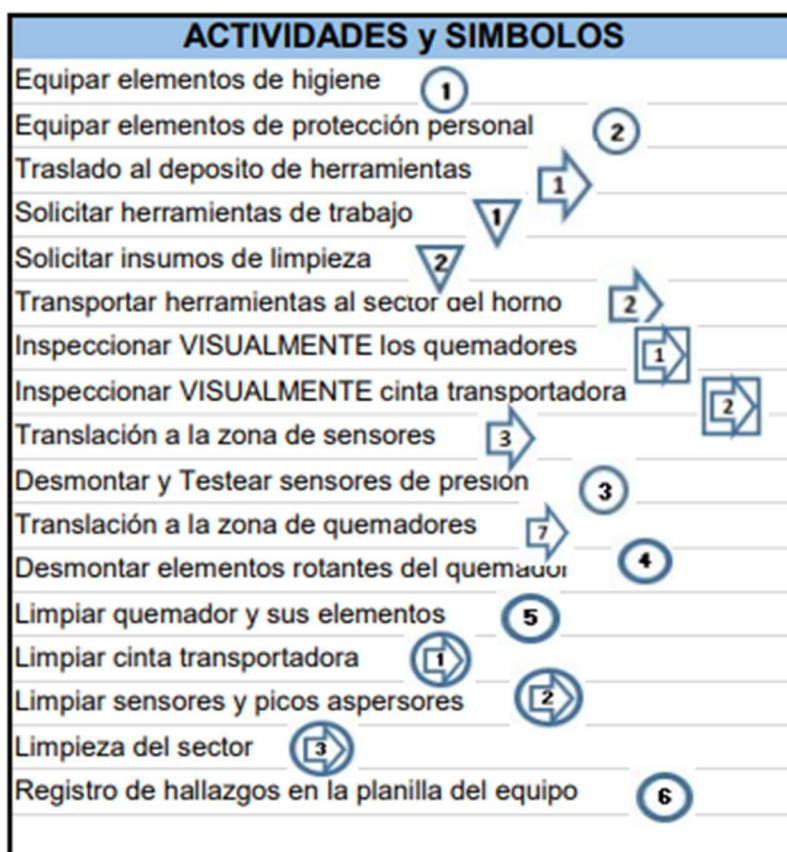 ACTIVIDADES y SIMBOLOS
Equipar elementos de higiene 1
Equipar elementos de protección personal 2
Traslado al deposito de herramientas 1
Solicitar herramientas de trabajo 1
Solicitar insumos de limpieza 2
Transportar herramientas al sector del horno 2
Inspeccionar VISUALMENTE los quemadores 1
Inspeccionar VISUALMENTE cinta transportadora 2
Translación a la zona de sensores 3
Desmontar y Testear sensores de presion 3
Translación a la zona de quemadores 7
Desmontar elementos rotantes del quemador 4
Limpiar quemador y sus elementos 5
Limpiar cinta transportadora 1
Limpiar sensores y picos aspersores 2
Limpieza del sector 3
Registro de hallazgos en la planilla del equipo 6